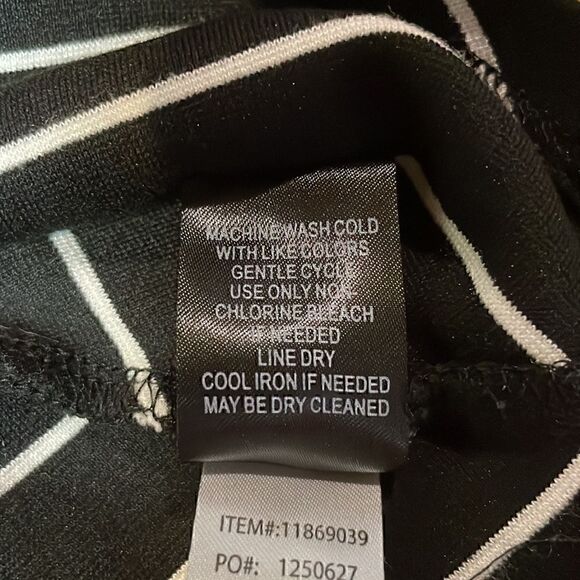 MACHINE WASH COLD
WITH LIKE COLORS
GENTLE CYCLE
USE ONLY NON-
CHLORINE BLEACH
IF NEEDED
LINE DRY
COOL IRON IF NEEDED
MAY BE DRY CLEANED
ITEM#:11869039
PO#: 1250627